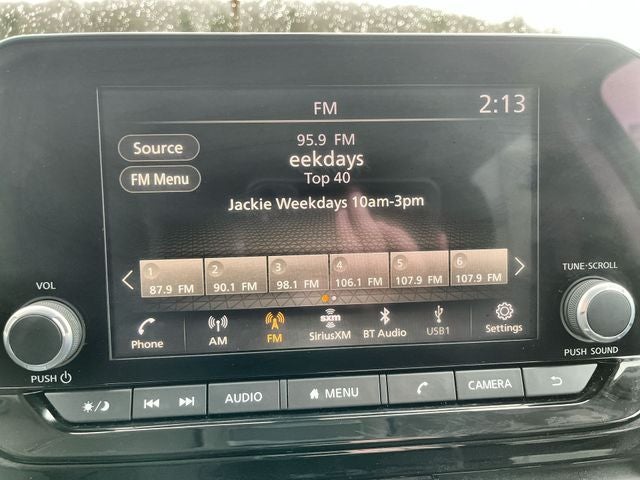 FM
2:13
Source
95.9 FM
eekdays
FM Menu
Top 40
Jackie Weekdays 10am-3pm
1
87.9 FM
2
90.1 FM
3
98.1 FM
4
106.1 FM
5
107.9 FM
6
107.9 FM
Phone
AM
FM
sxm
SiriusXM
BT Audio
USB1
Settings
VOL
PUSH
TUNE·SCROLL
PUSH SOUND
AUDIO
MENU
CAMERA